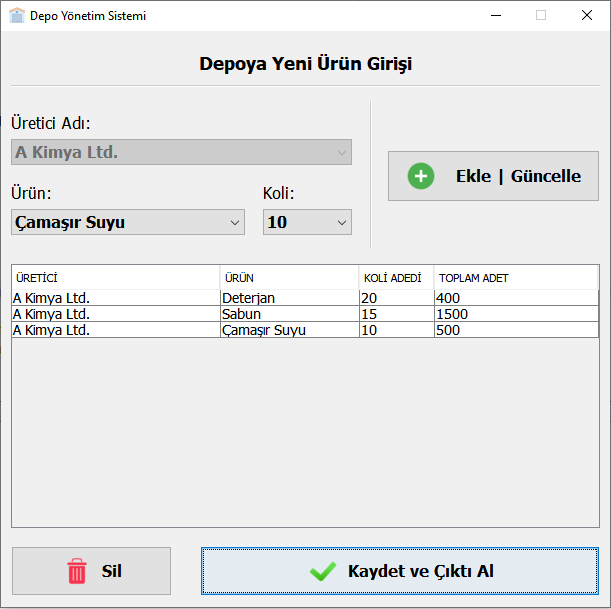 Depo Yönetim Sistemi
Depoya Yeni Ürün Girişi
Üretici Adı:
A Kimya Ltd.
Ürün: Koli:
Çamaşır Suyu 10
Ekle | Güncelle
ÜRETİCİ ÜRÜN KOLİ ADEDİ TOPLAM ADET
A Kimya Ltd. Deterjan 20 400
A Kimya Ltd. Sabun 15 1500
A Kimya Ltd. Çamaşır Suyu 10 500
Sil Kaydet ve Çıktı Al